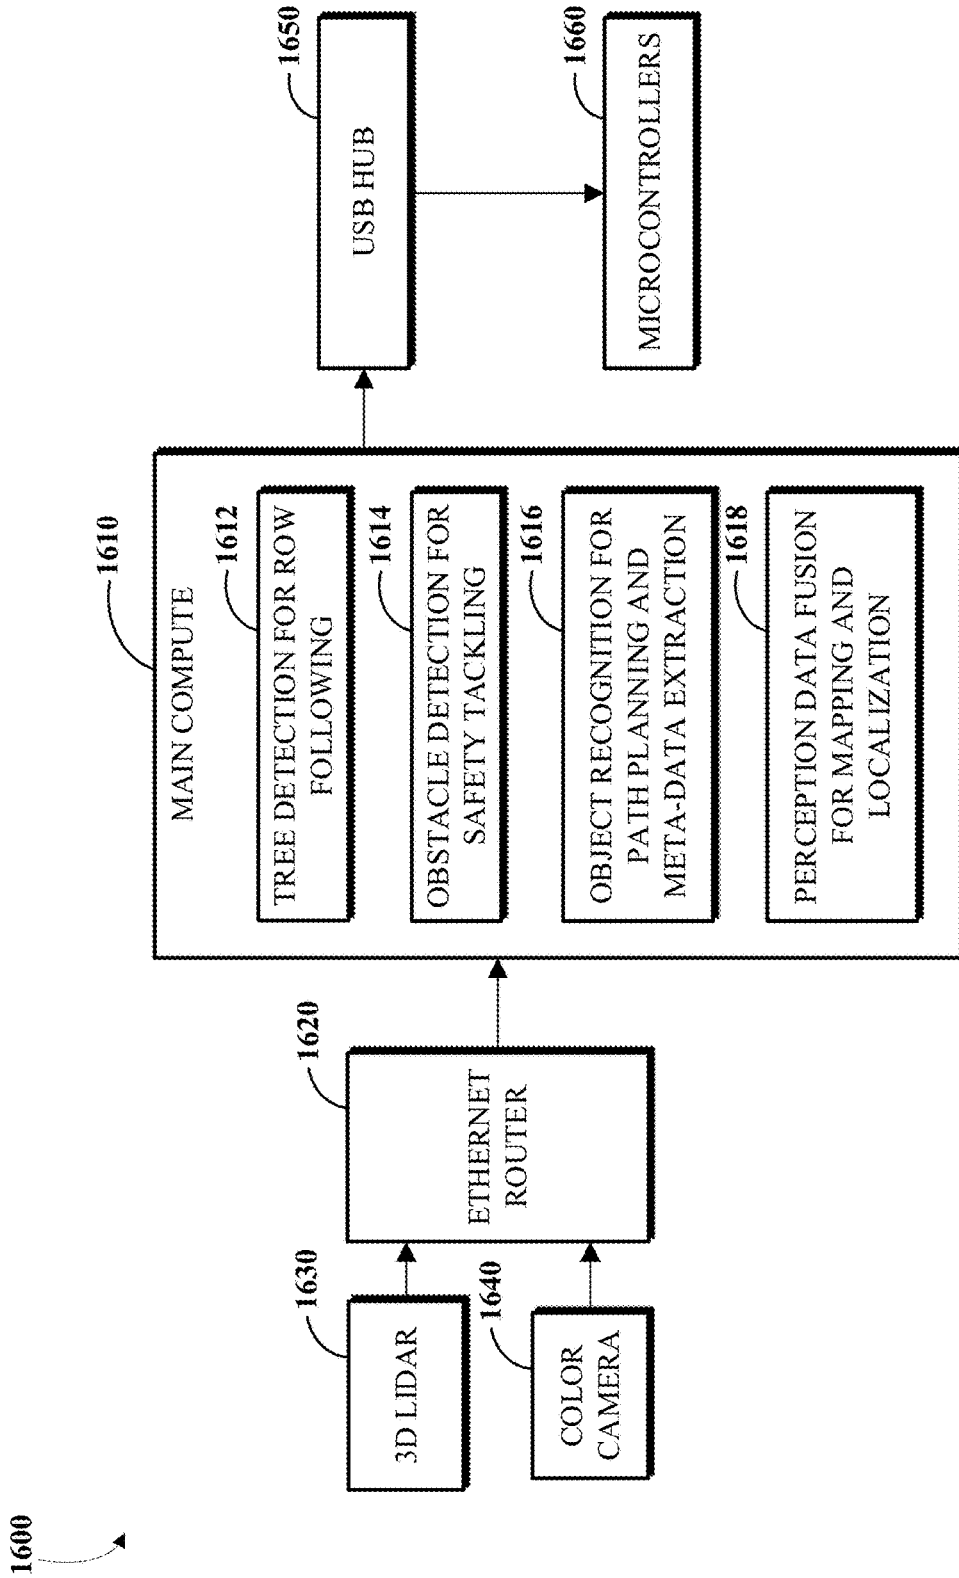 1600
1630
3D LIDAR
1640
COLOR
CAMERA
1620
ETHERNET
ROUTER
1610
MAIN COMPUTE
1612
TREE DETECTION FOR ROW
FOLLOWING
1614
OBSTACLE DETECTION FOR
SAFETY TACKLING
1616
OBJECT RECOGNITION FOR
PATH PLANNING AND
META-DATA EXTRACTION
1618
PERCEPTION DATA FUSION
FOR MAPPING AND
LOCALIZATION
1650
USB HUB
1660
MICROCONTROLLERS